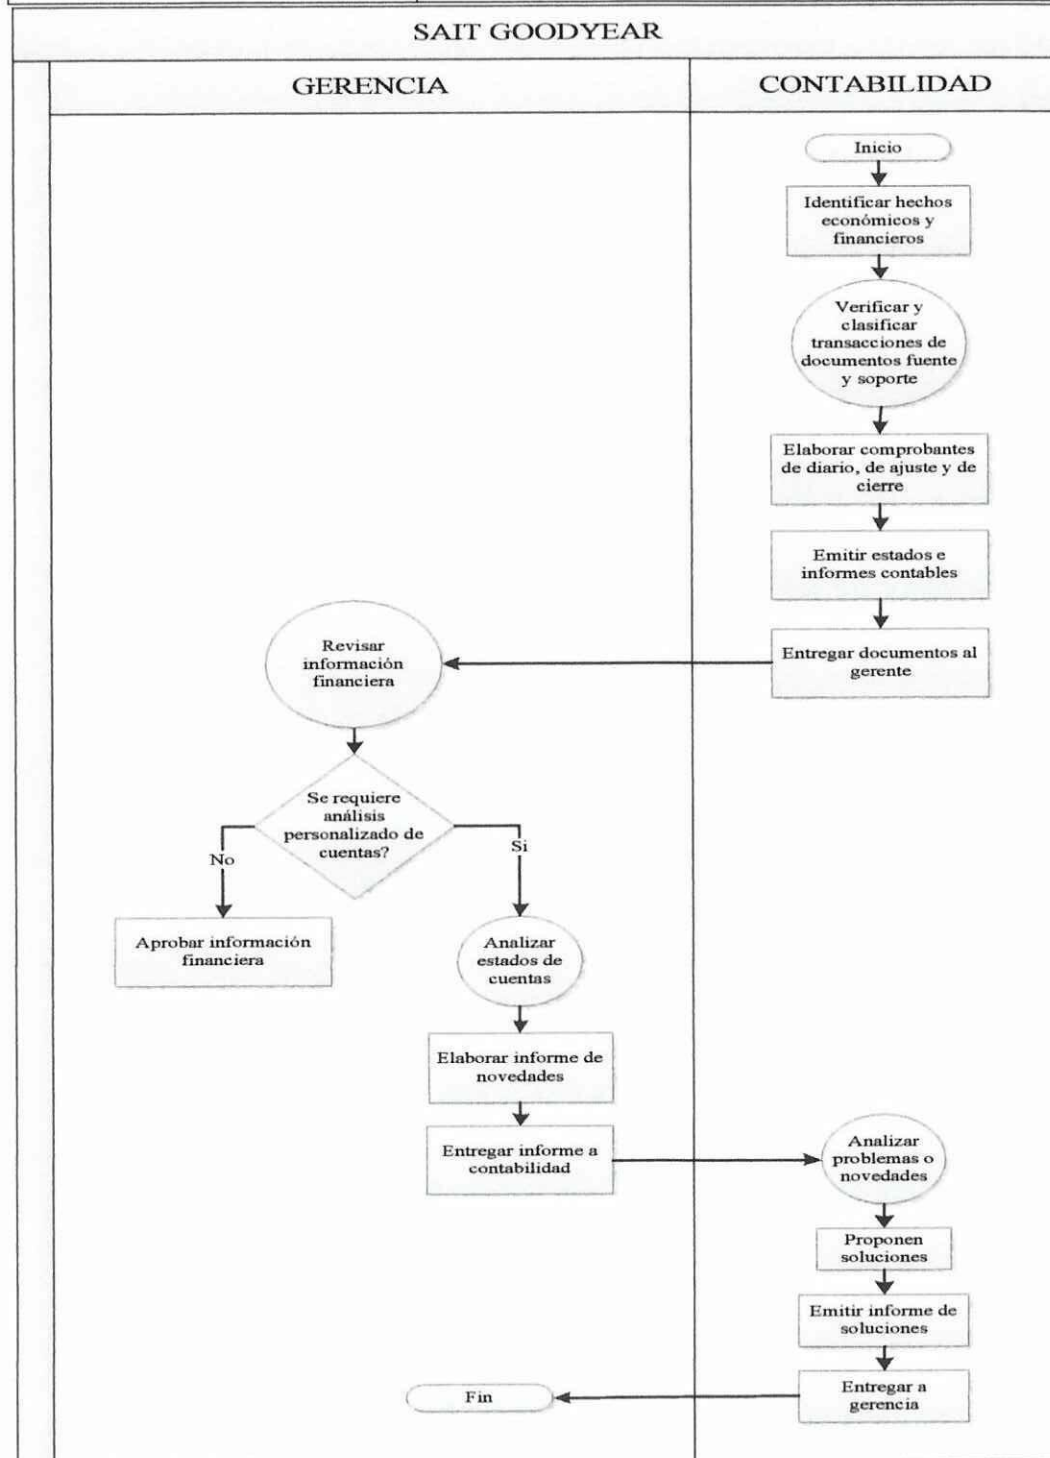 SAIT GOODYEAR
GERENCIA
CONTABILIDAD
Inicio
Identificar hechos
económicos y
financieros
Verificar y
clasificar
transacciones de
documentos fuente
y soporte
Elaborar comprobantes
de diario, de ajuste y de
cierre
Emitir estados e
informes contables
Entregar documentos al
gerente
Revisar
información
financiera
Se requiere
análisis
personalizado de
cuentas?
No
Si
Aprobar información
financiera
Analizar
estados de
cuentas
Elaborar informe de
novedades
Entregar informe a
contabilidad
Analizar
problemas o
novedades
Proponen
soluciones
Emitir informe de
soluciones
Entregar a
gerencia
Fin